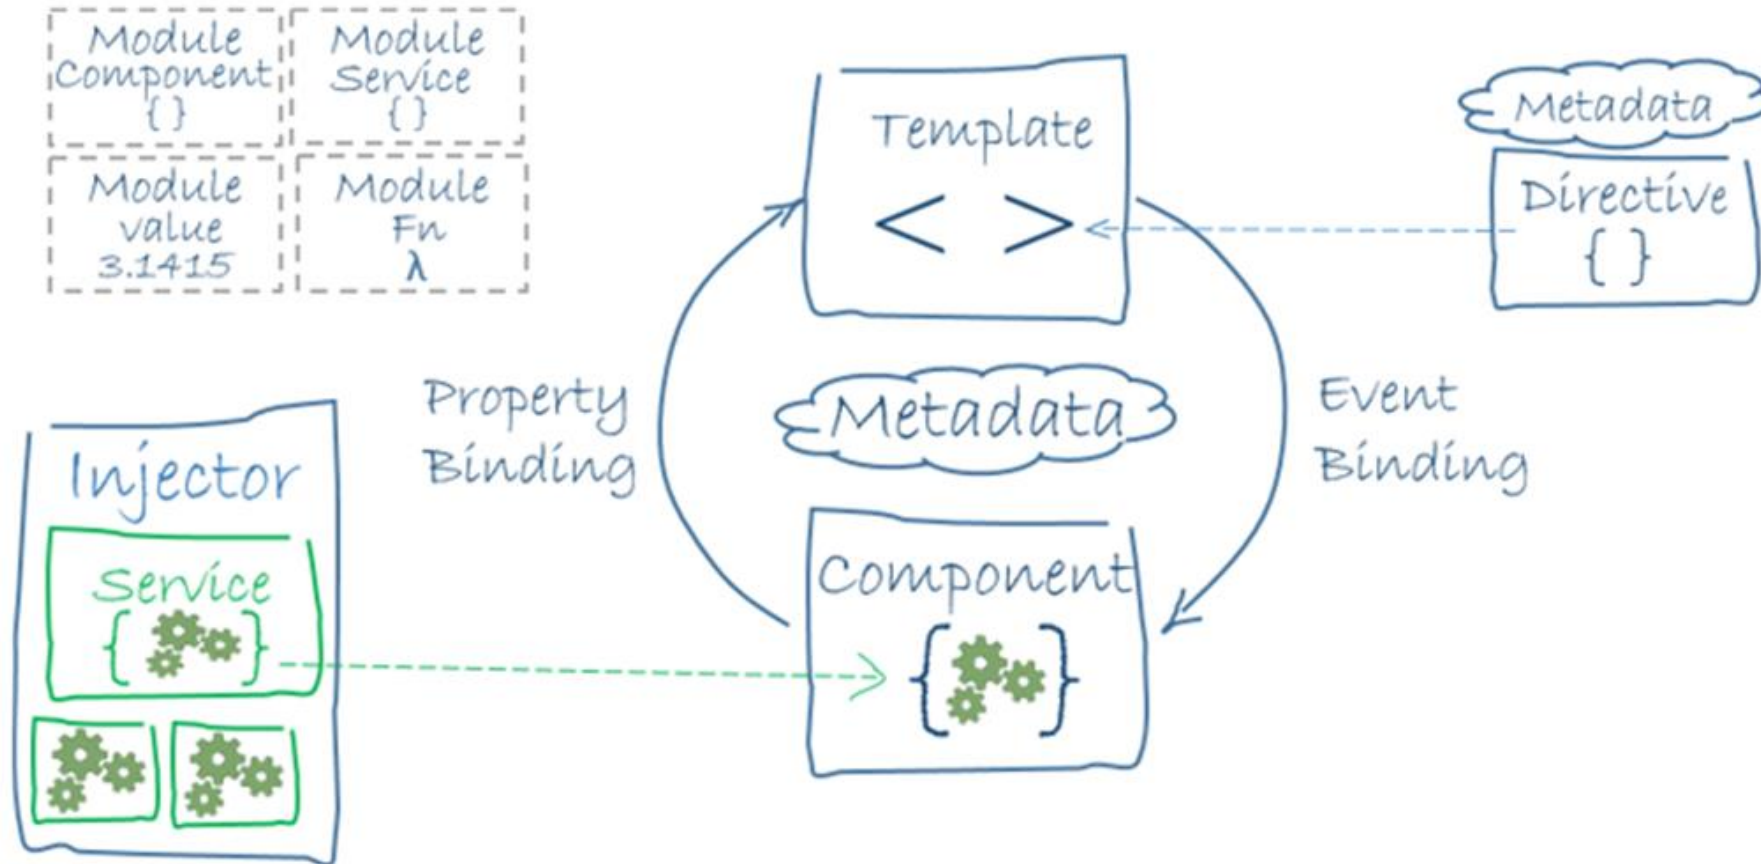 Module
Component
{ }
Module
Service
{ }
Module
value
3.1415
Module
Fn
λ
Template
< >
Metadata
Directive
{ }
Property
Binding
Metadata
Event
Binding
Injector
Service
{ }
Component
{ }